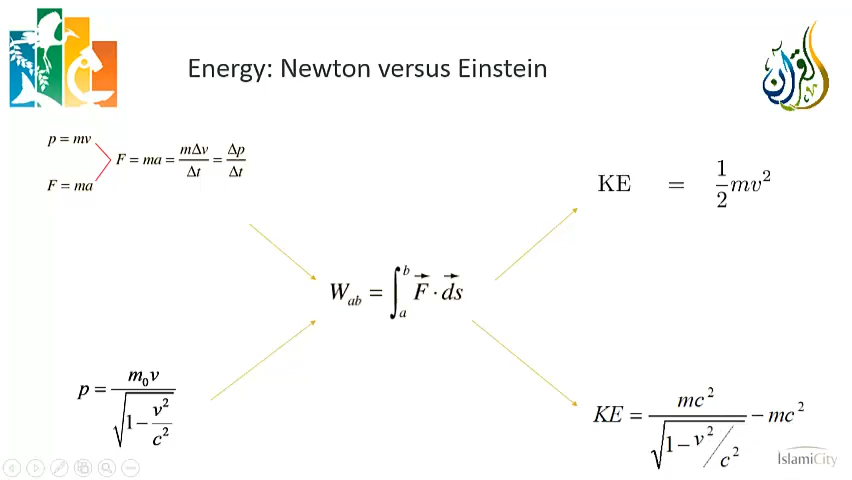 Energy: Newton versus Einstein
القرآن
p = mv
F = ma = mΔv/Δt = Δp/Δt
F = ma
KE = 1/2 mv²
W_ab = ∫_a^b F⃗ · ds⃗
p = m₀v / √(1 − v²/c²)
KE = mc² / √(1 − v²/c²) − mc²
IslamiCity